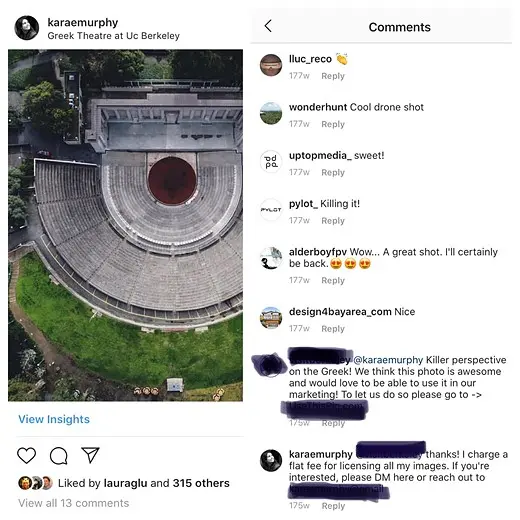 karaemurphy
Greek Theatre at Uc Berkeley
View Insights
Liked by lauraglu and 315 others
View all 13 comments
Comments
lluc_reco 👏
177w Reply
wonderhunt Cool drone shot
177w Reply
uptopmedia_ sweet!
177w Reply
PYLOT
pylot_ Killing it!
177w Reply
alderboyfpv Wow... A great shot. I'll certainly
be back.😍😍😍
177w Reply
design4bayarea_com Nice
177w Reply
@karaemurphy Killer perspective
on the Greek! We think this photo is awesome
and would love to be able to use it in our
marketing! To let us do so please go to ->
175w Reply
karaemurphy thanks! I charge a
flat fee for licensing all my images. If you're
interested, please DM here or reach out to
175w Reply